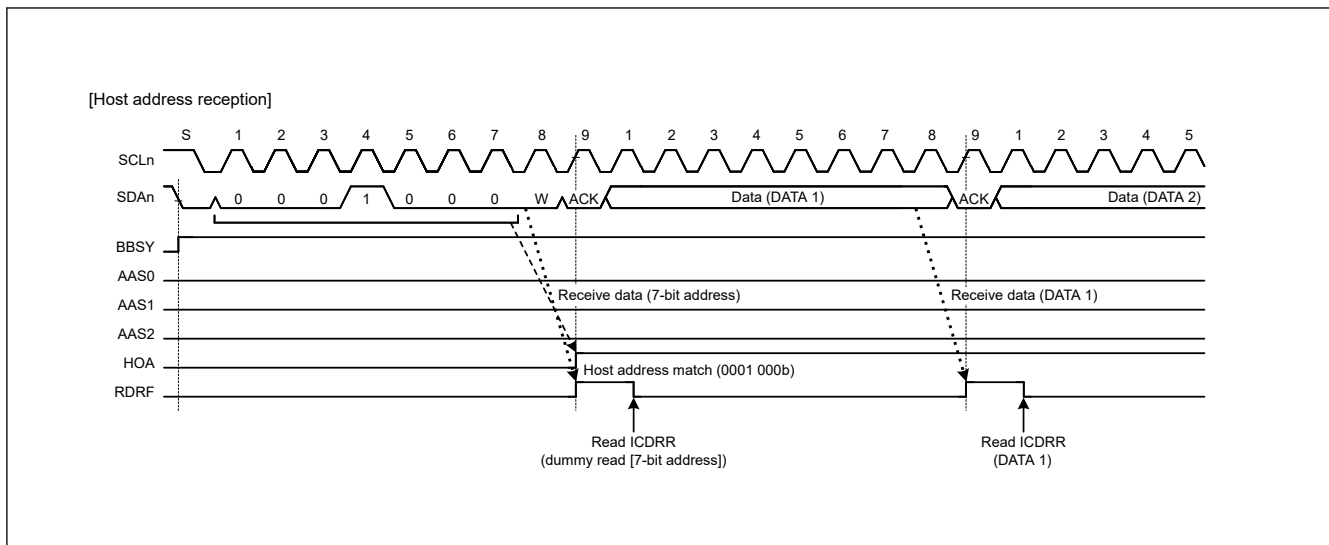 [Host address reception]
S 1 2 3 4 5 6 7 8 9 1 2 3 4 5 6 7 8 9 1 2 3 4 5
SCLn
SDAn 0 0 0 1 0 0 0 W ACK Data (DATA 1) ACK Data (DATA 2)
BBSY
AAS0
Receive data (7-bit address) Receive data (DATA 1)
AAS1
AAS2
HOA
Host address match (0001 000b)
RDRF
Read ICDRR Read ICDRR
(dummy read [7-bit address]) (DATA 1)